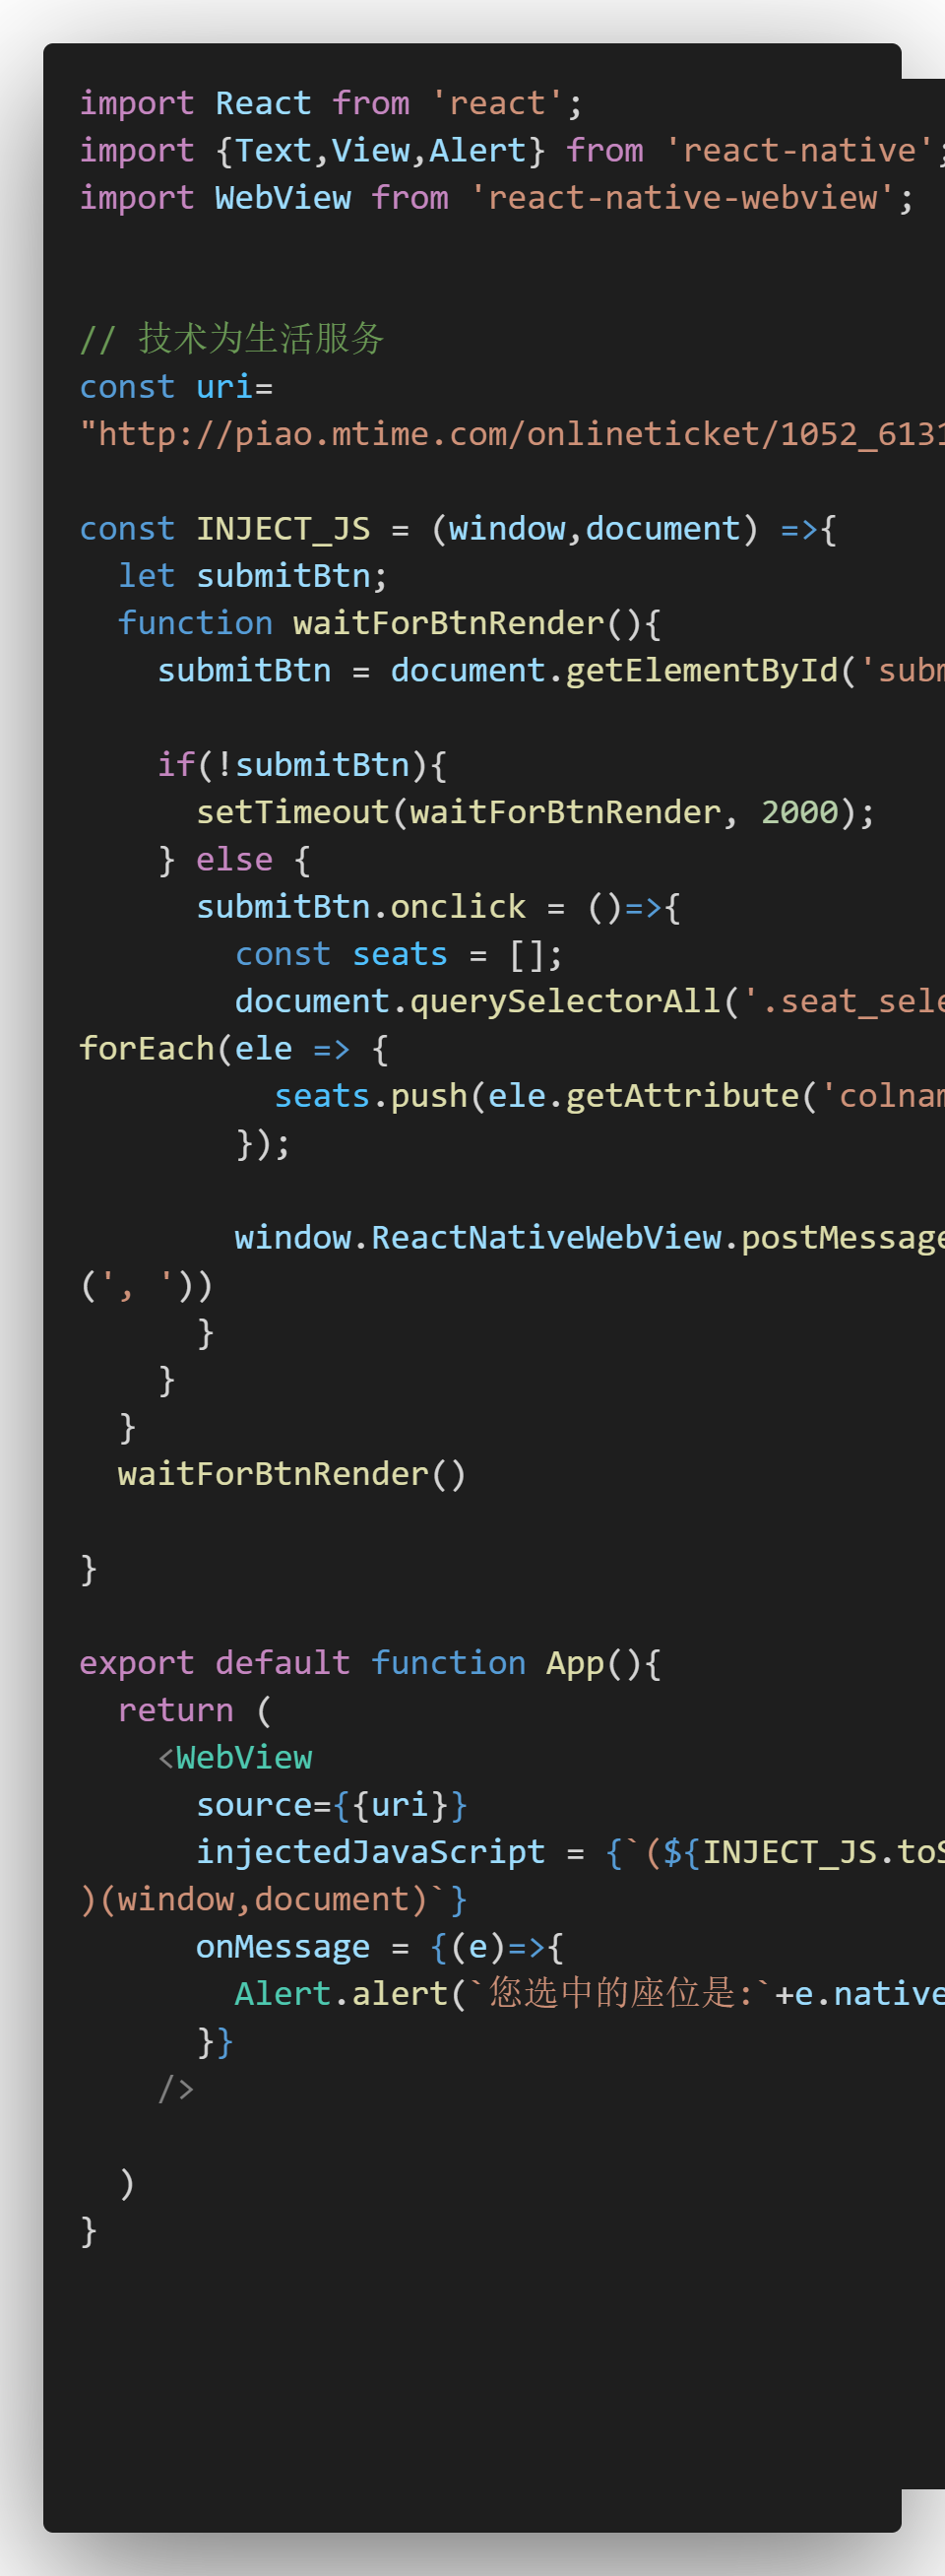 import React from 'react';
import {Text,View,Alert} from 'react-native';
import WebView from 'react-native-webview';
// 技术为生活服务
const uri=
"http://piao.mtime.com/onlineticket/1052_6131
const INJECT_JS = (window,document) =>{
let submitBtn;
function waitForBtnRender(){
submitBtn = document.getElementById('subm
if(!submitBtn){
setTimeout(waitForBtnRender, 2000);
} else {
submitBtn.onclick = ()=>{
const seats = [];
document.querySelectorAll('.seat_sele
forEach(ele => {
seats.push(ele.getAttribute('colnam
});
window.ReactNativeWebView.postMessage
(', '))
}
}
}
waitForBtnRender()
}
export default function App(){
return (
<WebView
source={{uri}}
injectedJavaScript = {`(${INJECT_JS.toS
)(window,document)`}
onMessage = {(e)=>{
Alert.alert(`您选中的座位是:`+e.native
}}
/>
)
}